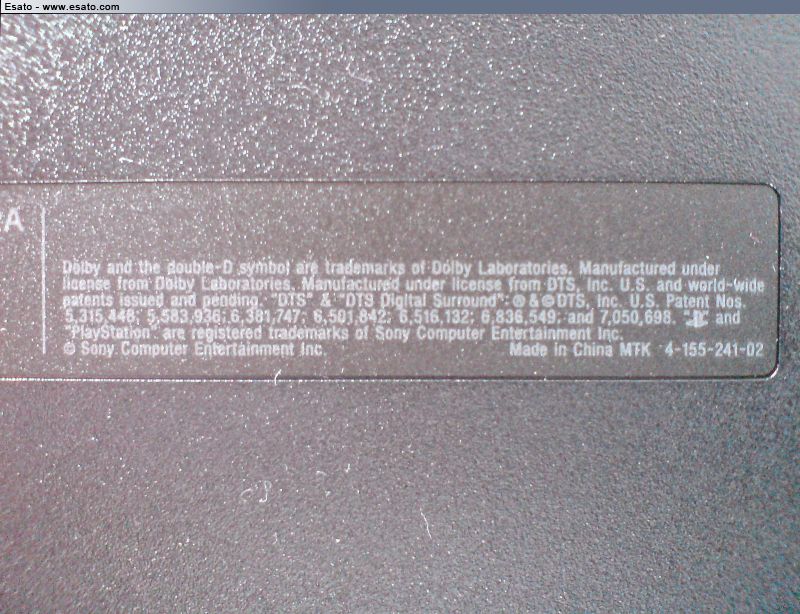 Esato - www.esato.com
Dolby and the double-D symbol are trademarks of Dolby Laboratories. Manufactured under
license from Dolby Laboratories. Manufactured under license from DTS, Inc. U.S. and world-wide
patents issued and pending. "DTS" & "DTS Digital Surround": ℗ & © DTS, Inc. U.S. Patent Nos.
5,315,448; 5,583,936; 6,381,747; 6,501,842; 6,516,132; 6,836,549; and 7,050,698. " " and
"PlayStation" are registered trademarks of Sony Computer Entertainment Inc.
© Sony Computer Entertainment Inc. Made in China MTK 4-155-241-02